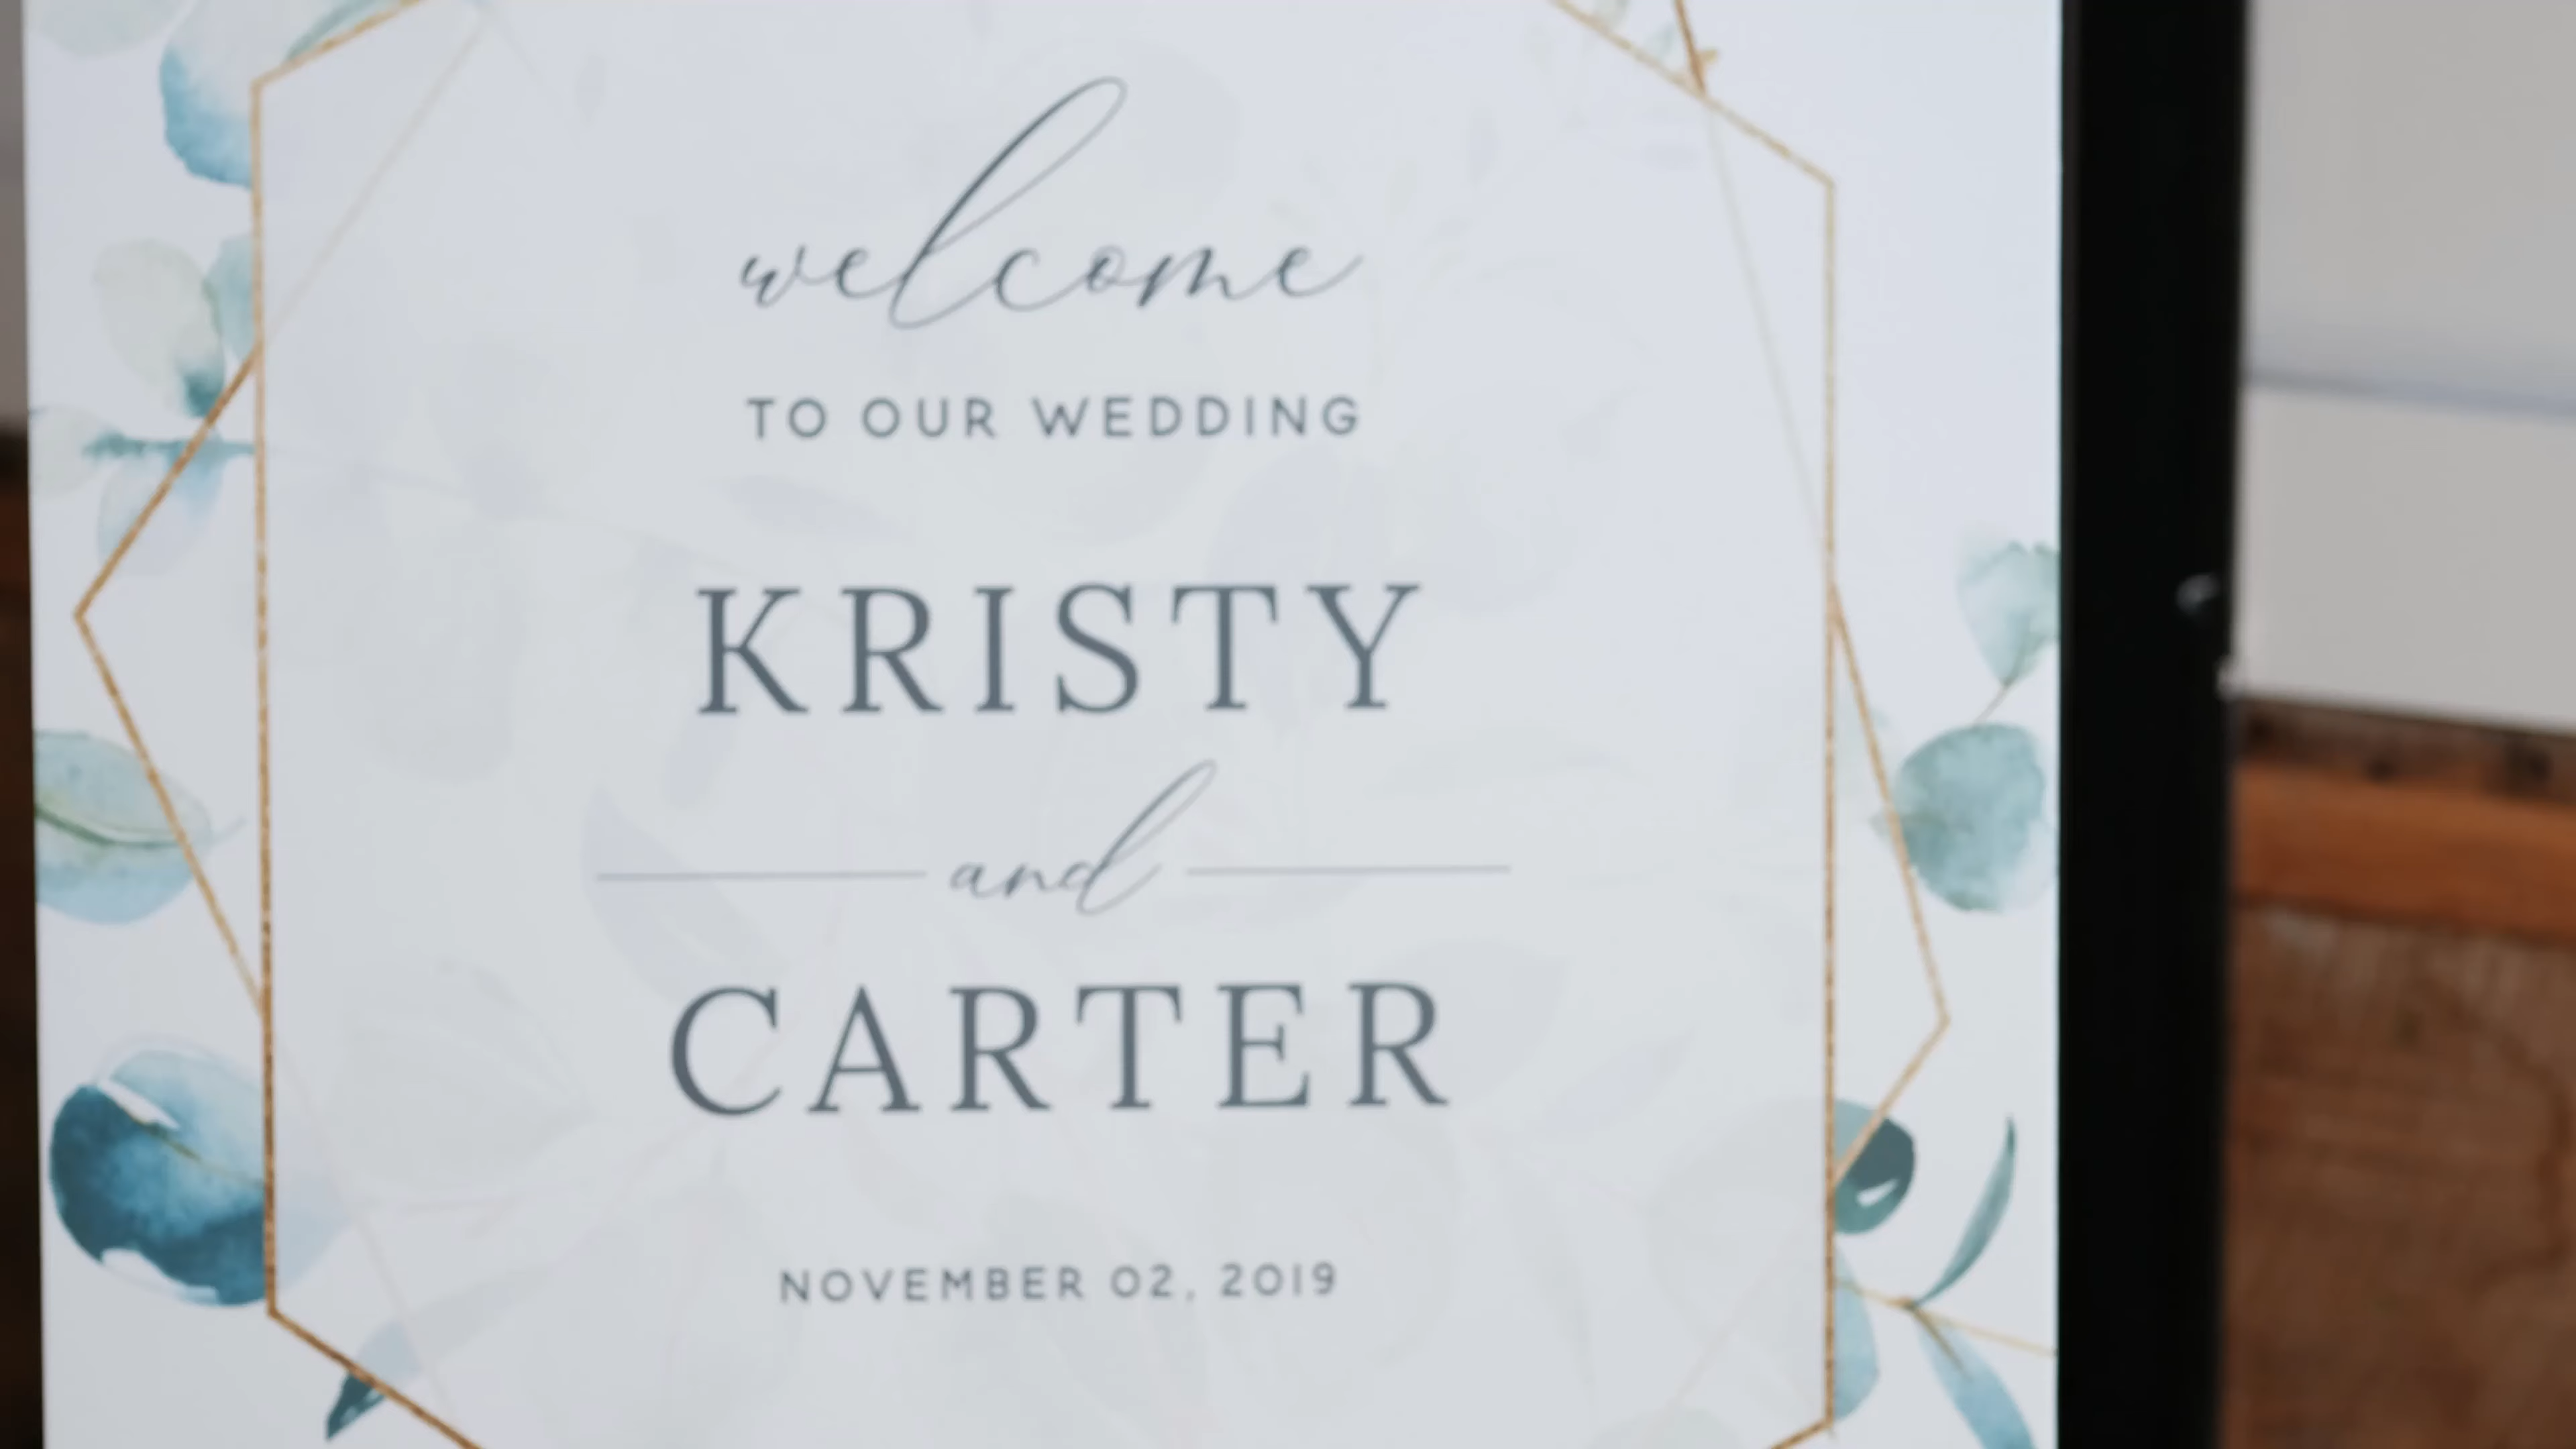 welcome
TO OUR WEDDING
KRISTY
and
CARTER
NOVEMBER 02, 2019